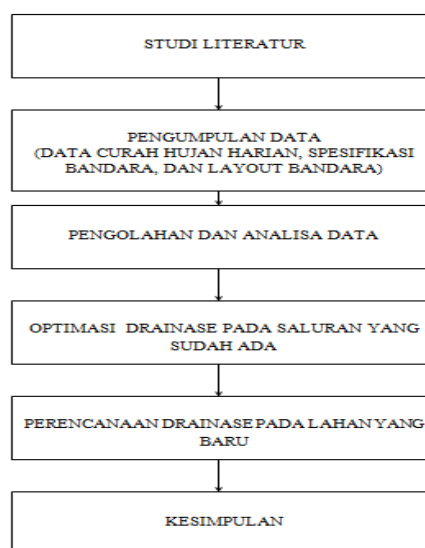 STUDI LITERATUR
PENGUMPULAN DATA
(DATA CURAH HUJAN HARIAN, SPESIFIKASI
BANDARA, DAN LAYOUT BANDARA)
PENGOLAHAN DAN ANALISA DATA
OPTIMASI DRAINASE PADA SALURAN YANG
SUDAH ADA
PERENCANAAN DRAINASE PADA LAHAN YANG
BARU
KESIMPULAN